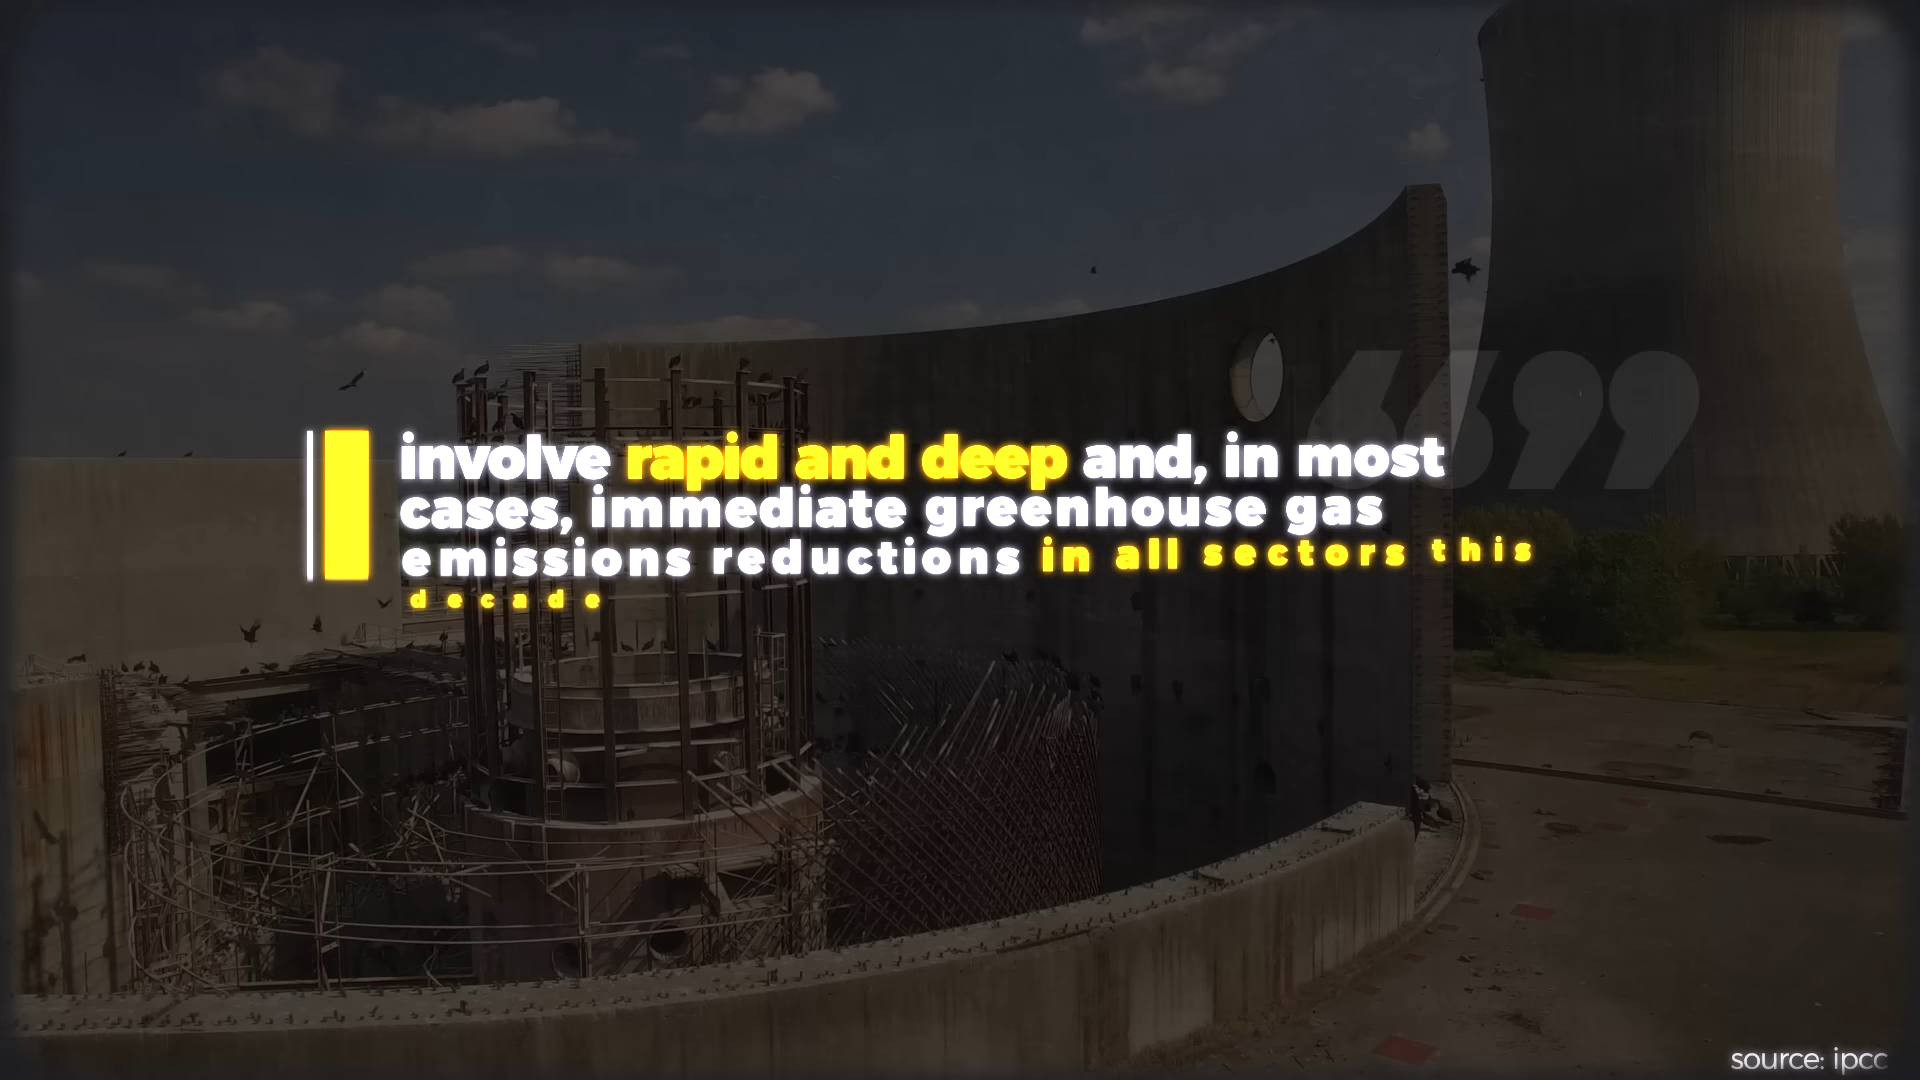 involve rapid and deep and, in most
cases, immediate greenhouse gas
emissions reductions in all sectors this
decade
source: ipcc